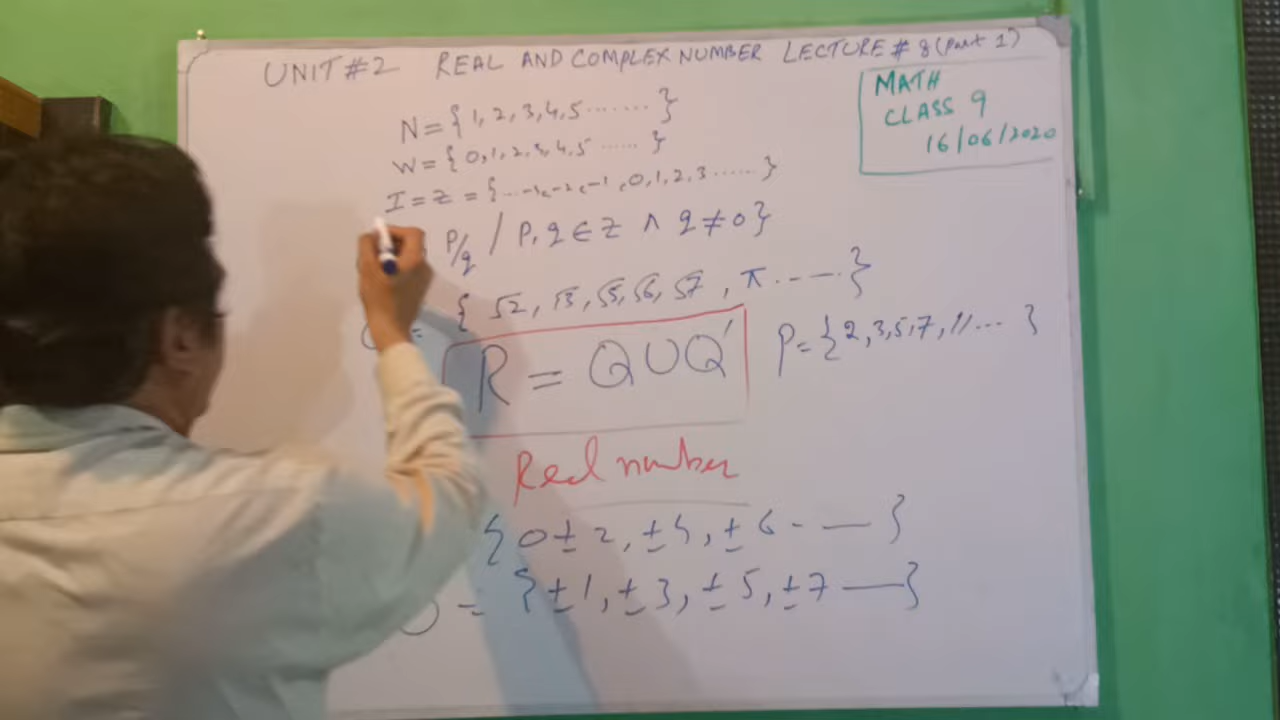 UNIT #2 REAL AND COMPLEX NUMBER LECTURE # 8 (Part 1)
MATH
CLASS 9
16/06/2020
N = { 1, 2, 3, 4, 5 ....... }
W = { 0, 1, 2, 3, 4, 5 ...... }
I = Z = { ... -3, -2, -1, 0, 1, 2, 3 ...... }
P/q / P, q ∈ Z ∧ q ≠ 0 }
= { √2, √3, √5, √6, √7, π .... }
R = Q ∪ Q'
P = { 2, 3, 5, 7, 11 ... }
Real number
{ 0 ± 2, ± 4, ± 6 - — }
O = { ± 1, ± 3, ± 5, ± 7 — }